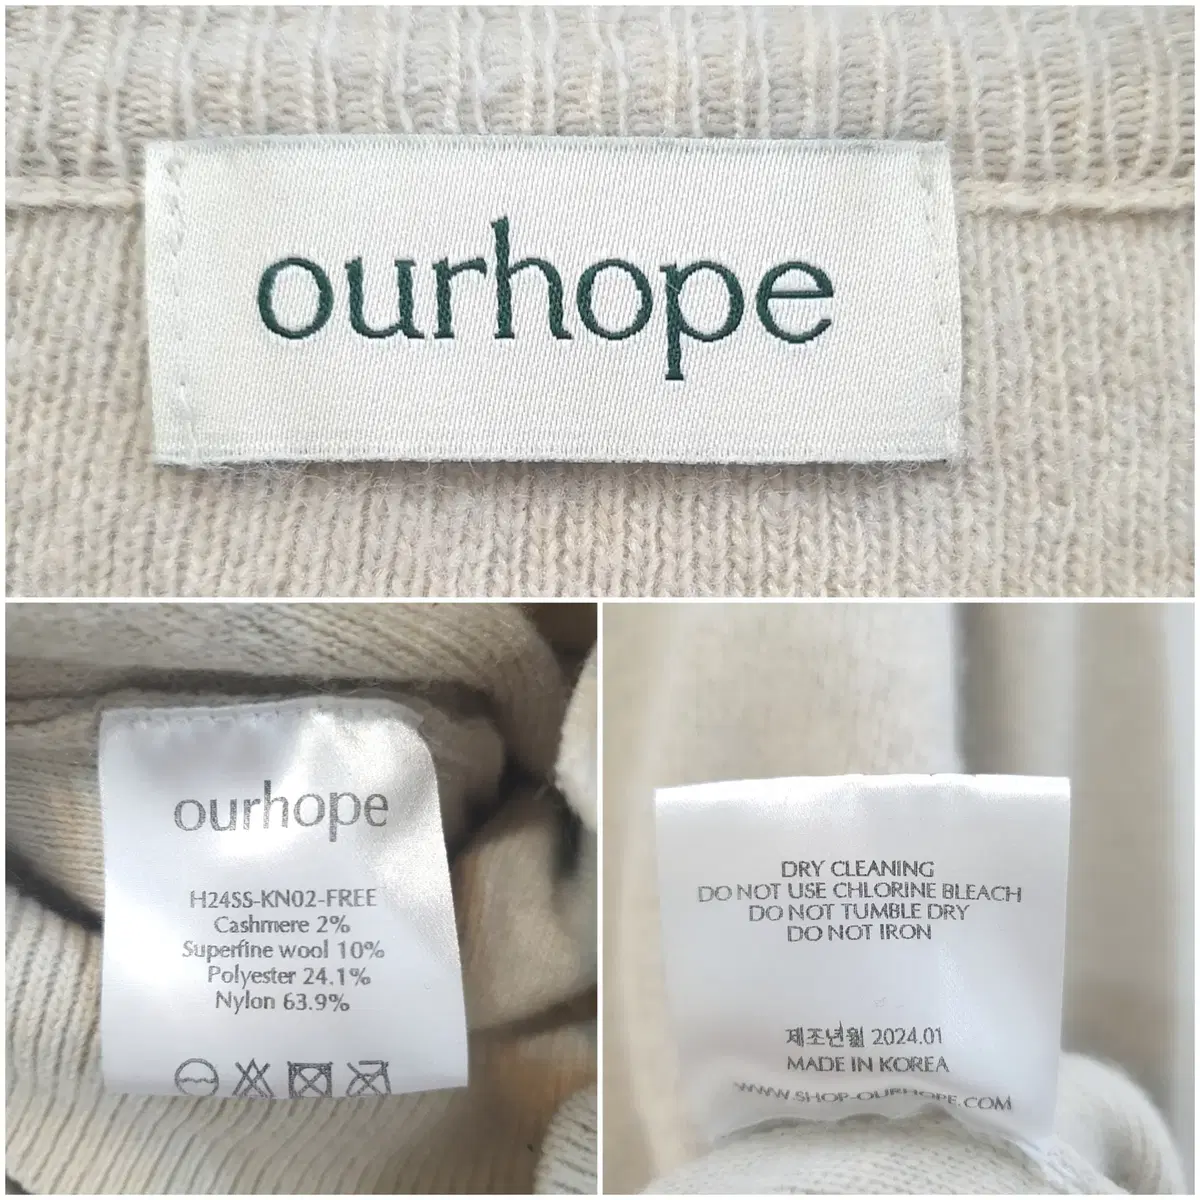 ourhope
ourhope
H24SS-KN02-FREE
Cashmere 2%
Superfine wool 10%
Polyester 24.1%
Nylon 63.9%
DRY CLEANING
DO NOT USE CHLORINE BLEACH
DO NOT TUMBLE DRY
DO NOT IRON
제조년월 2024.01
MADE IN KOREA
WWW.SHOP-OURHOPE.COM